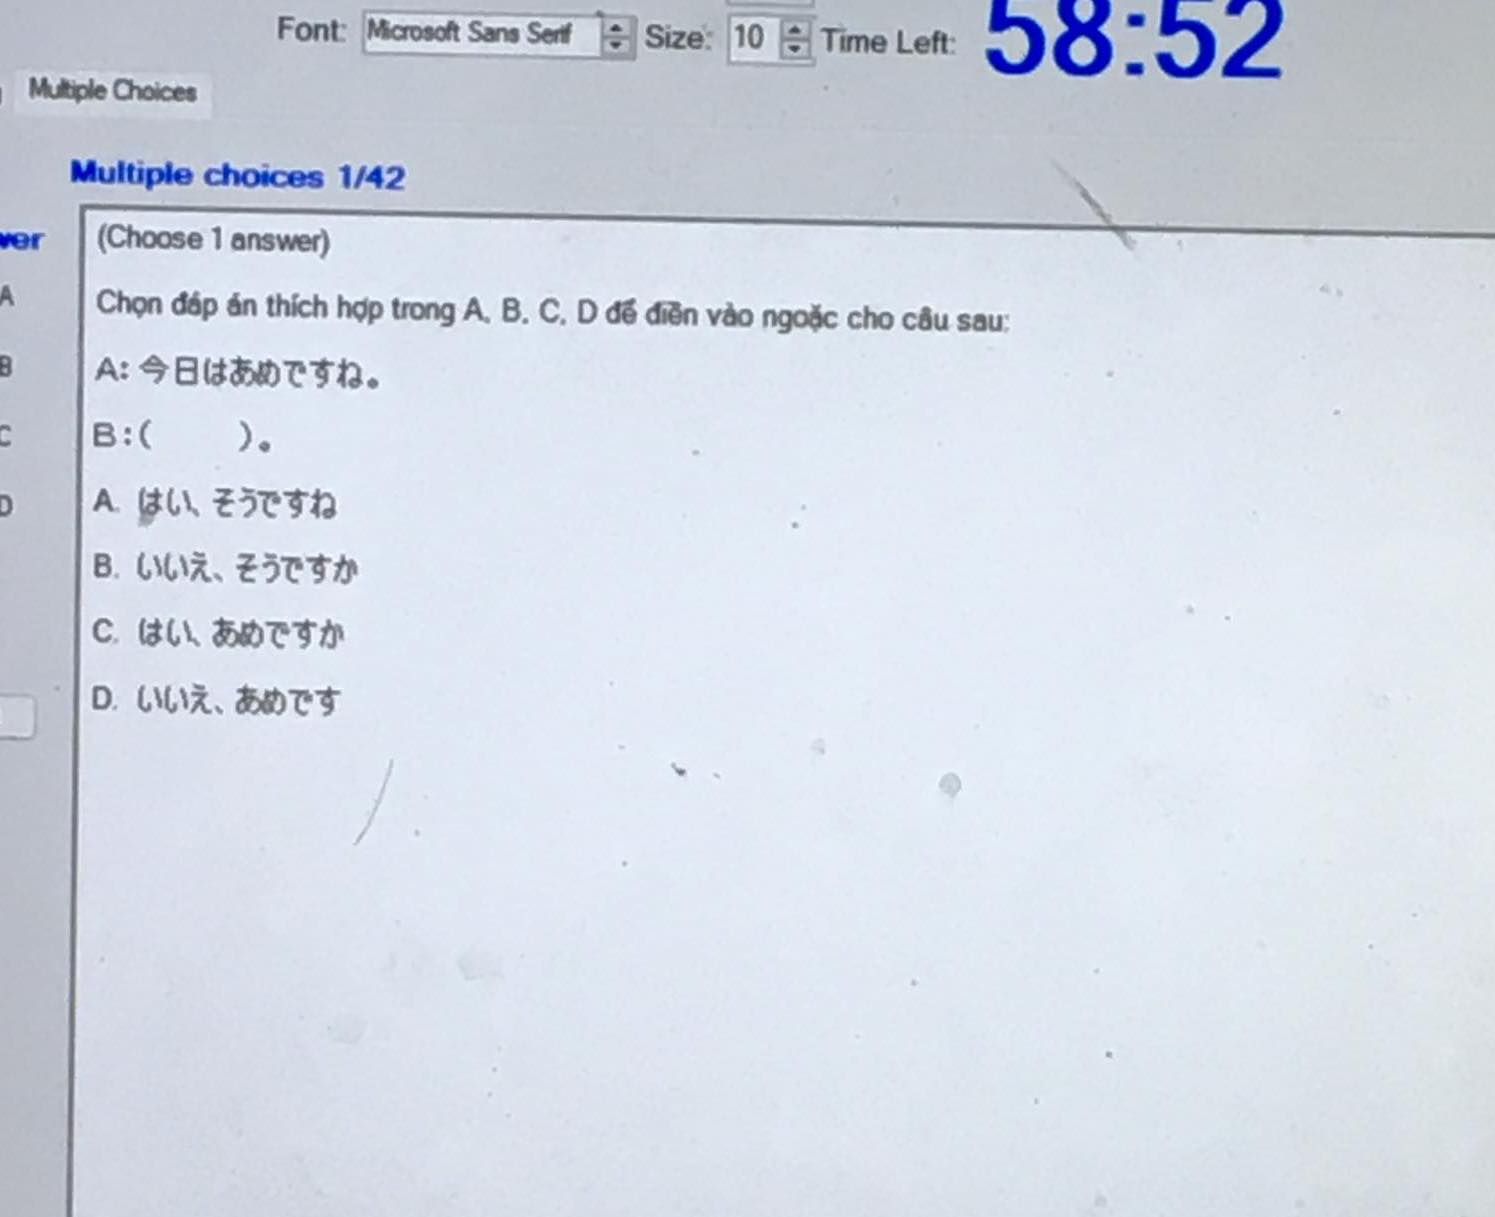 Font: Microsoft Sans Serif Size: 10 Time Left: 58:52
Multiple Choices
Multiple choices 1/42
(Choose 1 answer)
Chọn đáp án thích hợp trong A, B, C, D để điền vào ngoặc cho câu sau:
A: 今日はあめですね。
B:( )。
A. はい、そうですね
B. いいえ、そうですか
C. はい、あめですか
D. いいえ、あめです
A
B
C
D